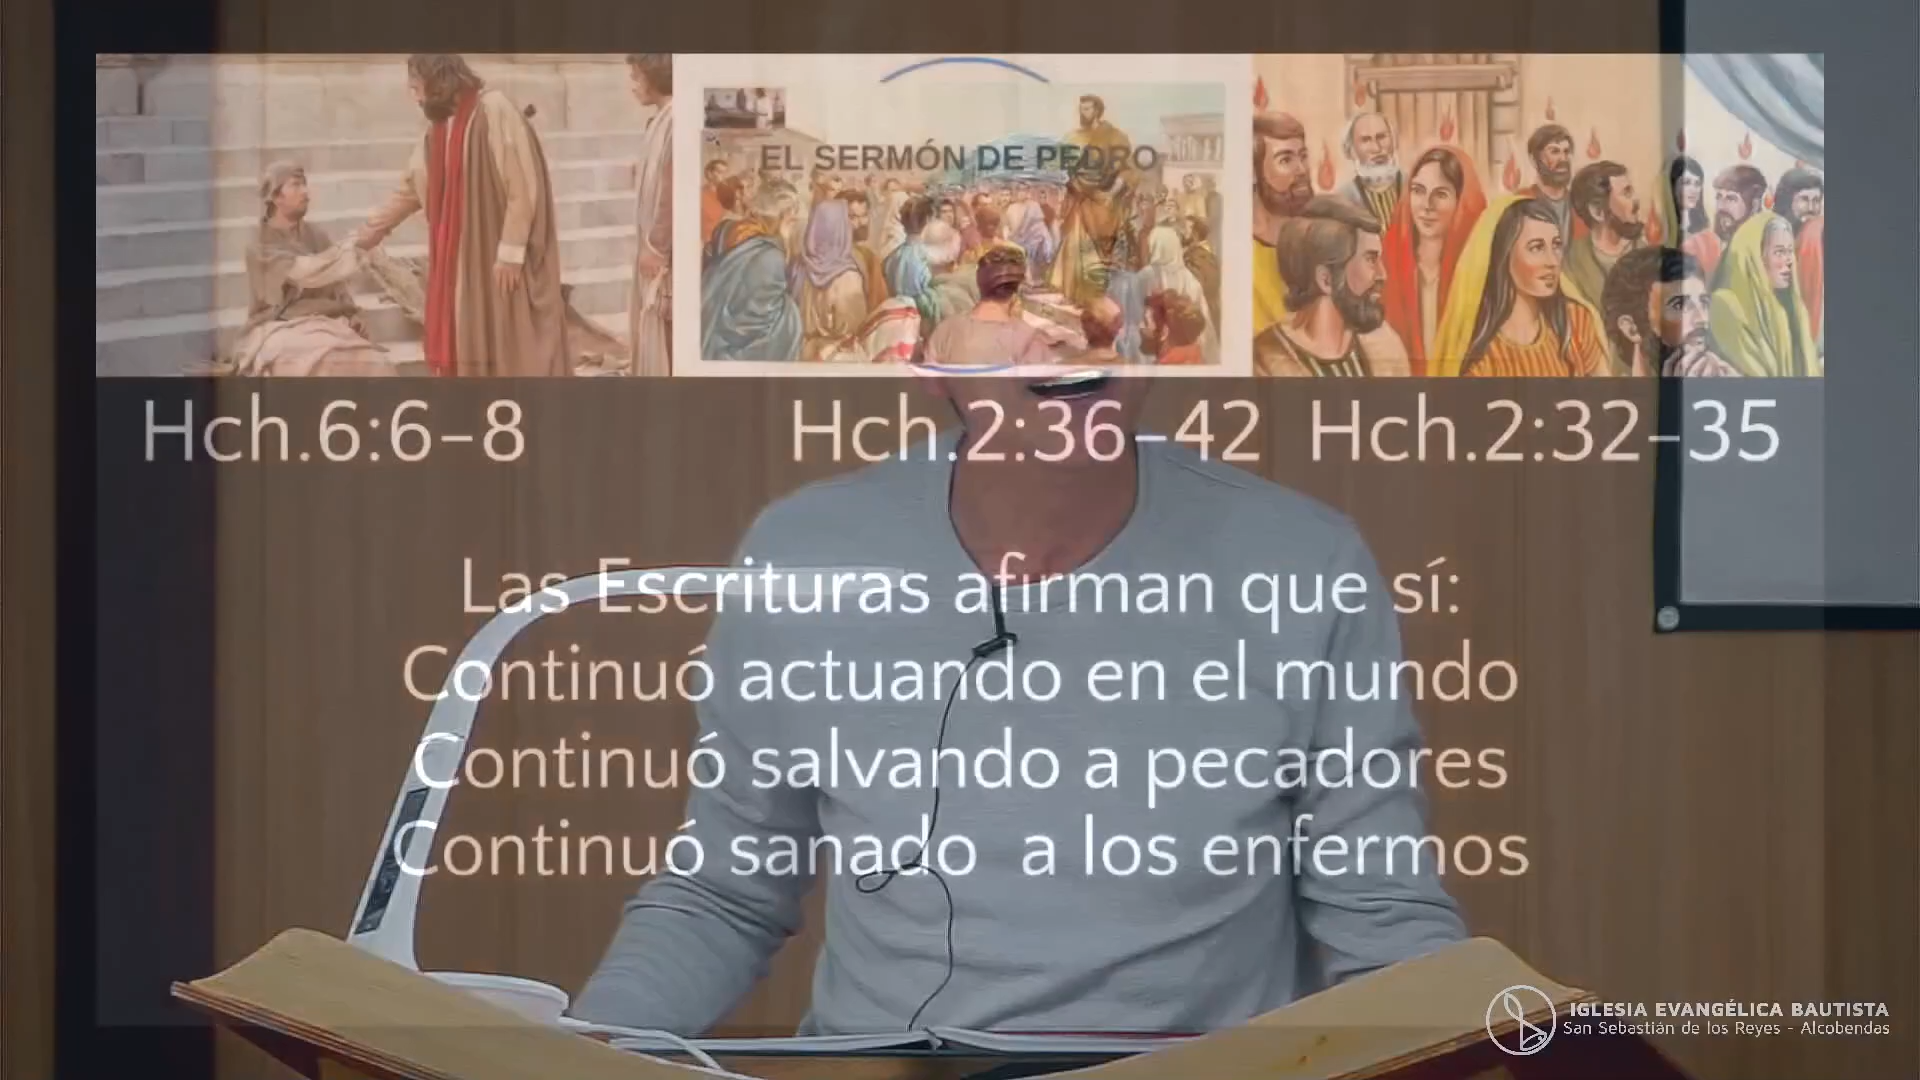 EL SERMÓN DE PEDRO
Hch.6:6-8
Hch.2:36-42
Hch.2:32-35
Las Escrituras afirman que sí:
Continuó actuando en el mundo
Continuó salvando a pecadores
Continuó sanado a los enfermos
IGLESIA EVANGÉLICA BAUTISTA
San Sebastián de los Reyes - Alcobendas